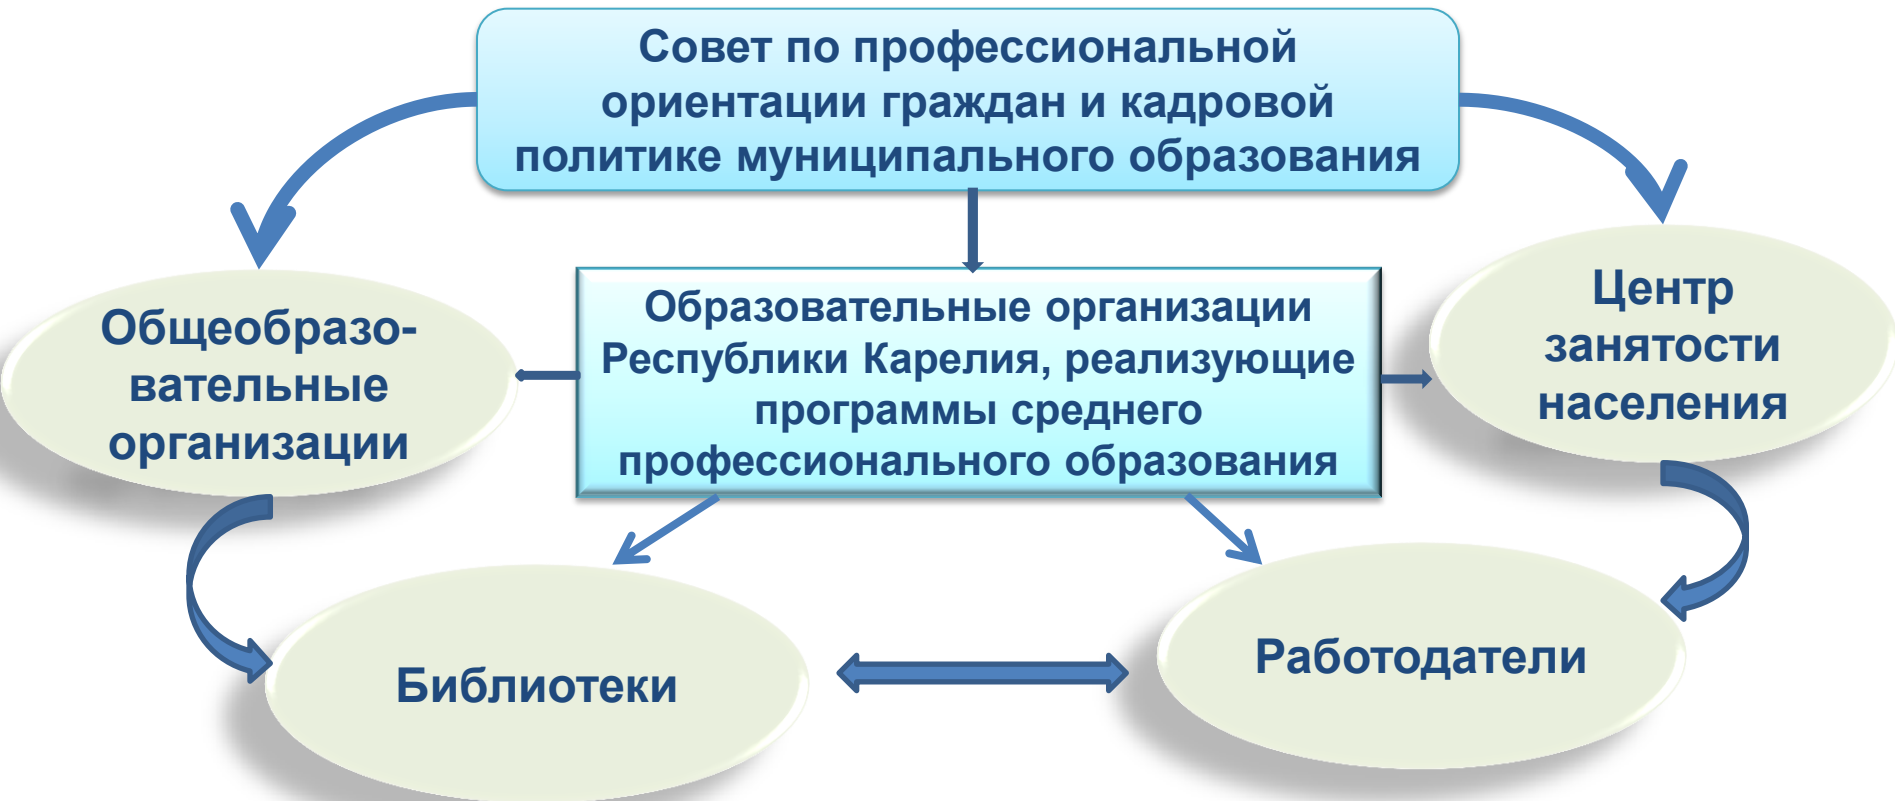 Совет по профессиональной
ориентации граждан и кадровой
политике муниципального образования
Общеобразо-
вательные
организации
Образовательные организации
Республики Карелия, реализующие
программы среднего
профессионального образования
Центр
занятости
населения
Библиотеки
Работодатели